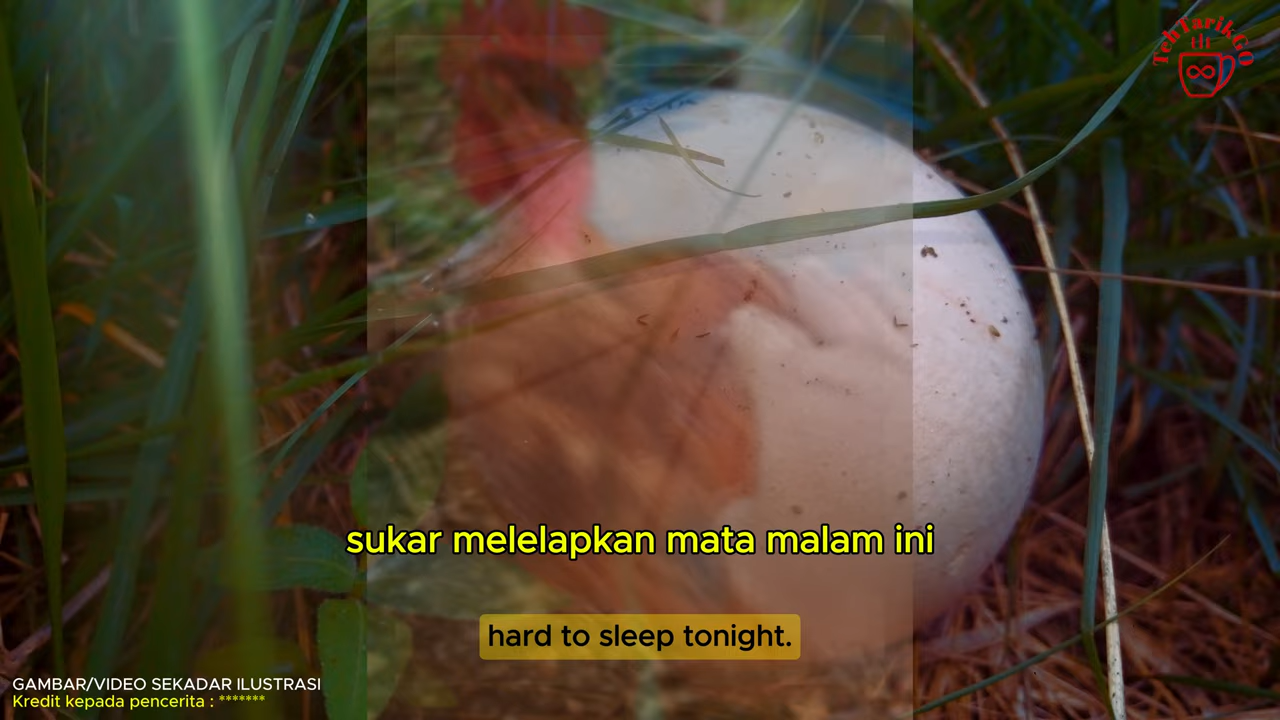 TehTarikGO
sukar melelapkan mata malam ini
hard to sleep tonight.
GAMBAR/VIDEO SEKADAR ILUSTRASI
Kredit kepada pencerita : *******